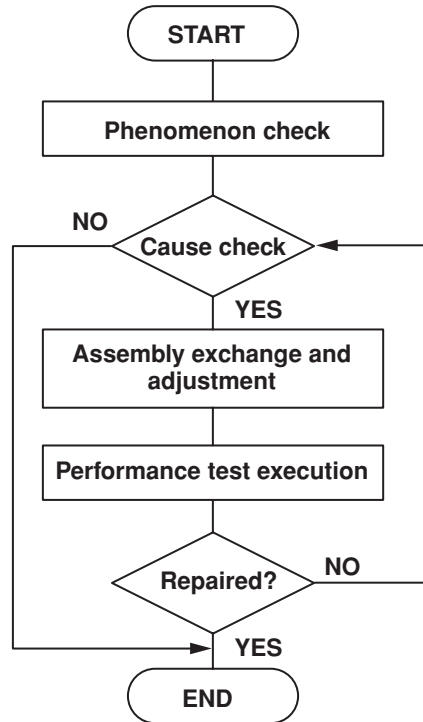 START
Phenomenon check
NO
Cause check
YES
Assembly exchange and
adjustment
Performance test execution
Repaired?
NO
YES
END